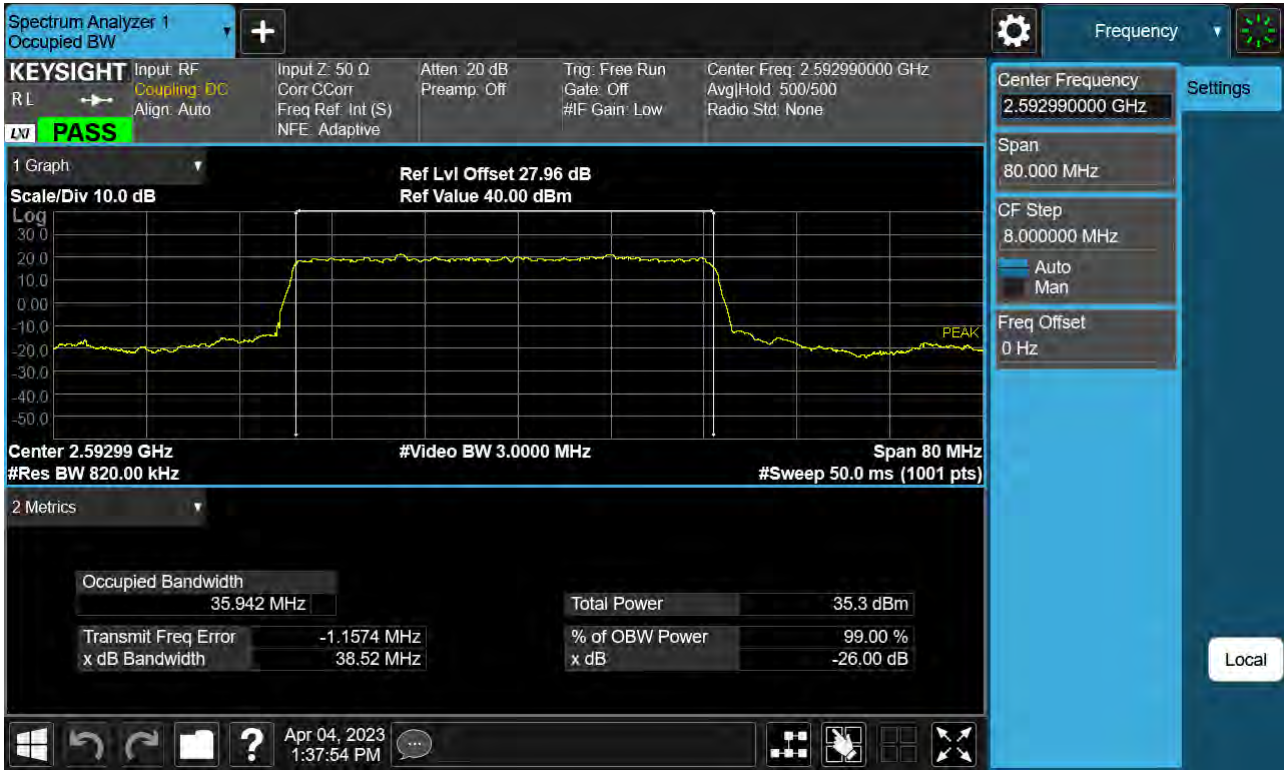 Spectrum Analyzer 1
Occupied BW
Frequency
KEYSIGHT
RL
LXI
PASS
Input: RF
Coupling: DC
Align: Auto
Input Z: 50 Ω
Corr CCorr
Freq Ref: Int (S)
NFE: Adaptive
Atten: 20 dB
Preamp: Off
Trig: Free Run
Gate: Off
#IF Gain: Low
Center Freq: 2.592990000 GHz
Avg|Hold: 500/500
Radio Std: None
Center Frequency
2.592990000 GHz
Settings
Span
80.000 MHz
CF Step
8.000000 MHz
Auto
Man
Freq Offset
0 Hz
Local
1 Graph
Scale/Div 10.0 dB
Ref Lvl Offset 27.96 dB
Ref Value 40.00 dBm
Log
30.0
20.0
10.0
0.00
-10.0
-20.0
-30.0
-40.0
-50.0
PEAK
Center 2.59299 GHz
#Video BW 3.0000 MHz
Span 80 MHz
#Res BW 820.00 kHz
#Sweep 50.0 ms (1001 pts)
2 Metrics
Occupied Bandwidth
35.942 MHz
Total Power 35.3 dBm
Transmit Freq Error -1.1574 MHz
% of OBW Power 99.00 %
x dB Bandwidth 38.52 MHz
x dB -26.00 dB
?
Apr 04, 2023
1:37:54 PM